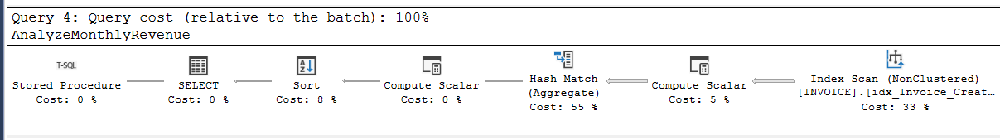 Query 4: Query cost (relative to the batch): 100%
AnalyzeMonthlyRevenue
T-SQL
Stored Procedure
Cost: 0 %
SELECT
Cost: 0 %
Sort
Cost: 8 %
Compute Scalar
Cost: 0 %
Hash Match
(Aggregate)
Cost: 55 %
Compute Scalar
Cost: 5 %
Index Scan (NonClustered)
[INVOICE].[idx_Invoice_Creat…
Cost: 33 %